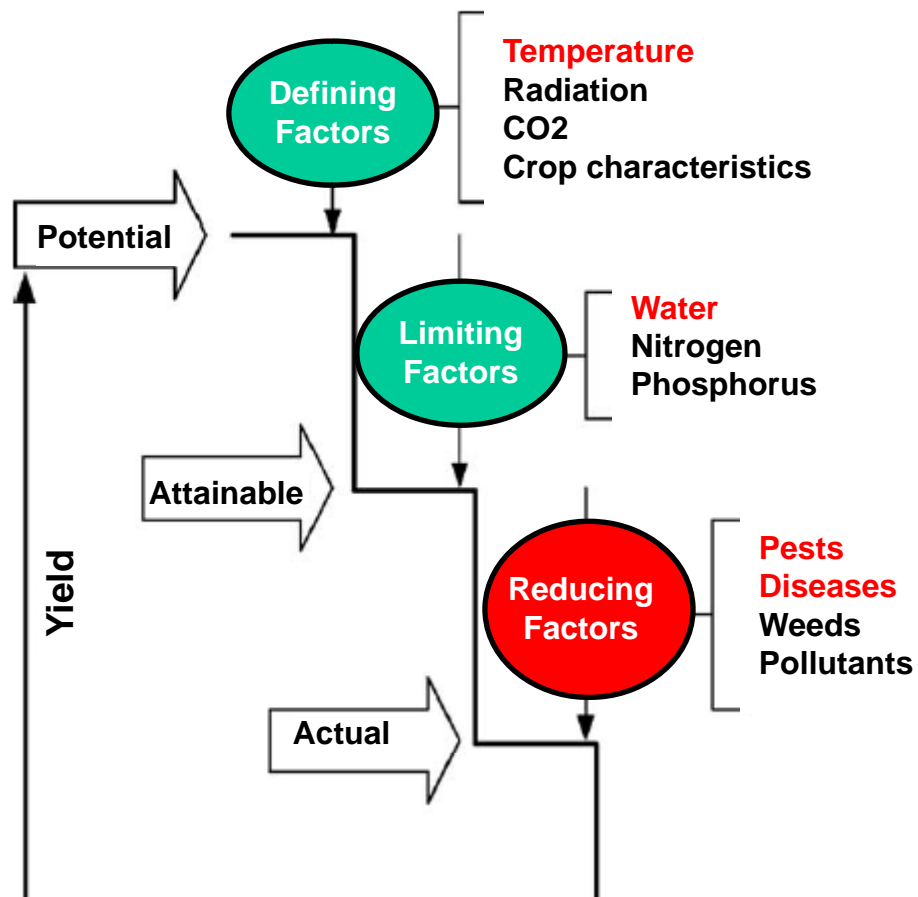 Defining
Factors
Temperature
Radiation
CO2
Crop characteristics
Potential
Limiting
Factors
Water
Nitrogen
Phosphorus
Attainable
Yield
Reducing
Factors
Pests
Diseases
Weeds
Pollutants
Actual